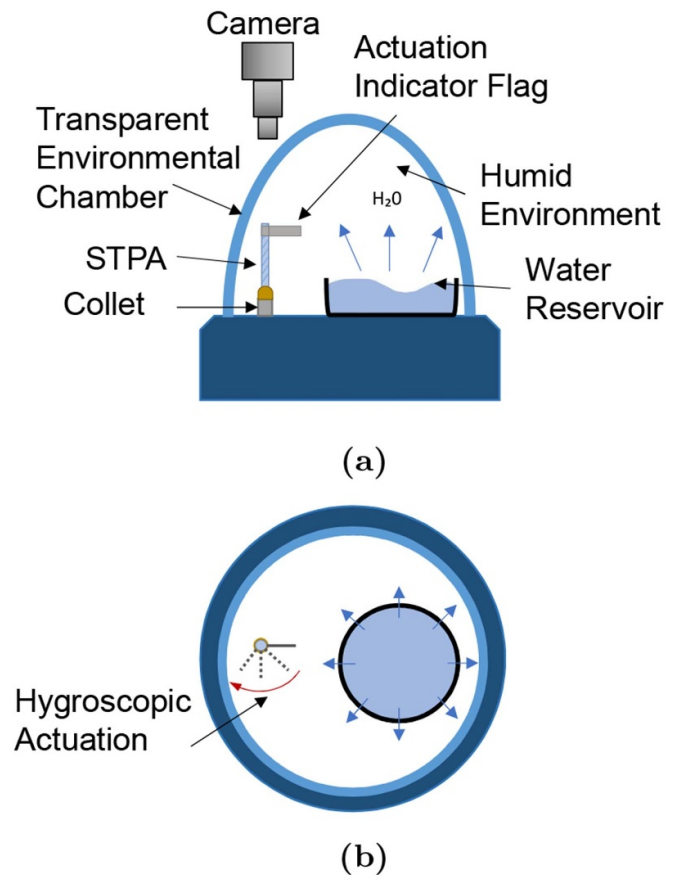 Camera
Actuation
Indicator Flag
Transparent
Environmental
Chamber
H₂0
Humid
Environment
STPA
Collet
Water
Reservoir
(a)
Hygroscopic
Actuation
(b)